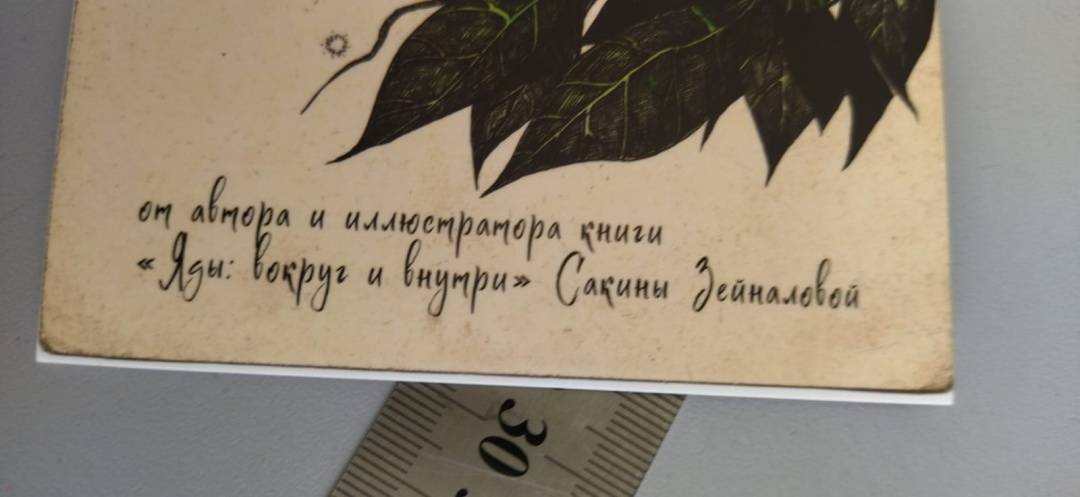 от автора и иллюстратора книги
«Яды: вокруг и внутри» Сакины Зейналовой
30